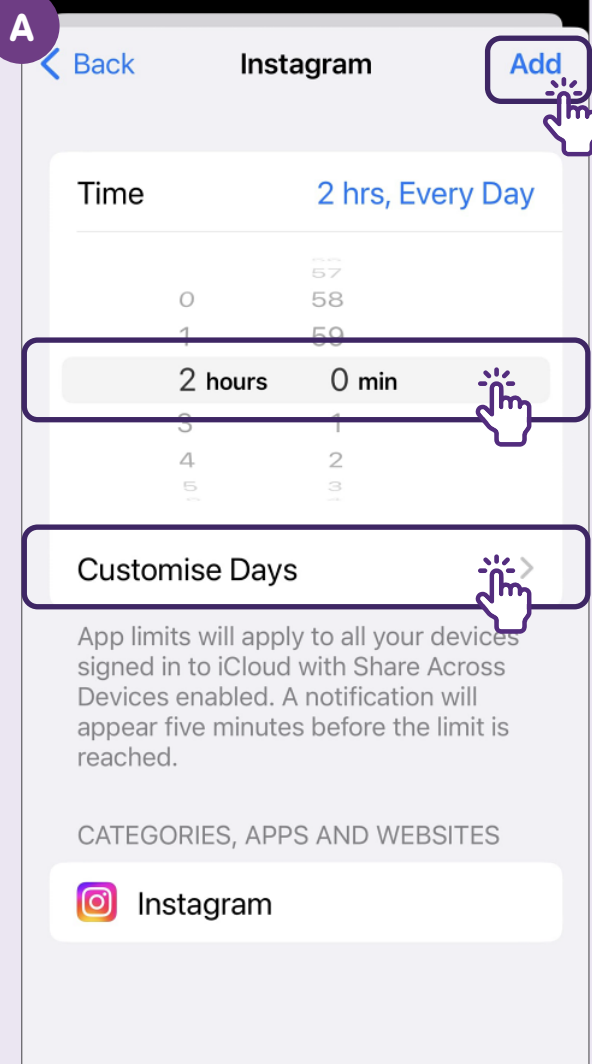 A
Back Instagram Add
Time 2 hrs, Every Day
57
0 58
1 59
2 hours 0 min
3 1
4 2
5 3
Customise Days
App limits will apply to all your devices
signed in to iCloud with Share Across
Devices enabled. A notification will
appear five minutes before the limit is
reached.
CATEGORIES, APPS AND WEBSITES
Instagram